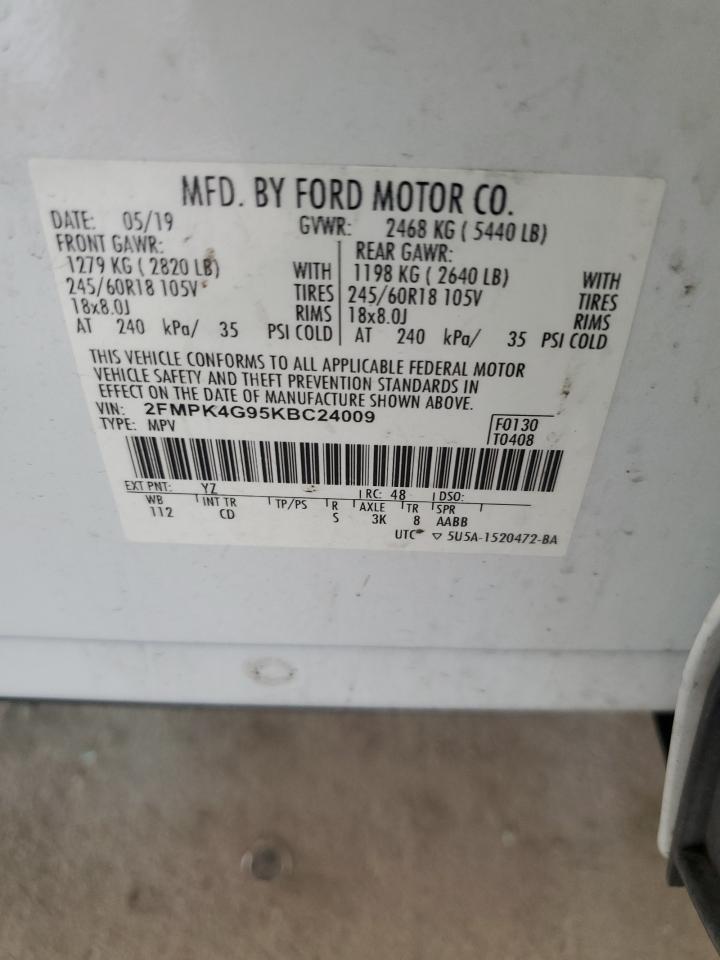 MFD. BY FORD MOTOR CO.
DATE: 05/19 GVWR: 2468 KG ( 5440 LB)
FRONT GAWR: REAR GAWR:
1279 KG ( 2820 LB) WITH 1198 KG ( 2640 LB) WITH
245/60R18 105V TIRES 245/60R18 105V TIRES
18x8.0J RIMS 18x8.0J RIMS
AT 240 kPa/ 35 PSI COLD AT 240 kPa/ 35 PSI COLD
THIS VEHICLE CONFORMS TO ALL APPLICABLE FEDERAL MOTOR
VEHICLE SAFETY AND THEFT PREVENTION STANDARDS IN
EFFECT ON THE DATE OF MANUFACTURE SHOWN ABOVE.
VIN: 2FMPK4G95KBC24009 F0130
TYPE: MPV T0408
EXT PNT: YZ RC: 48 DSO:
WB INT TR TP/PS R AXLE TR SPR
112 CD S 3K 8 AABB
UTC 5U5A-1520472-BA